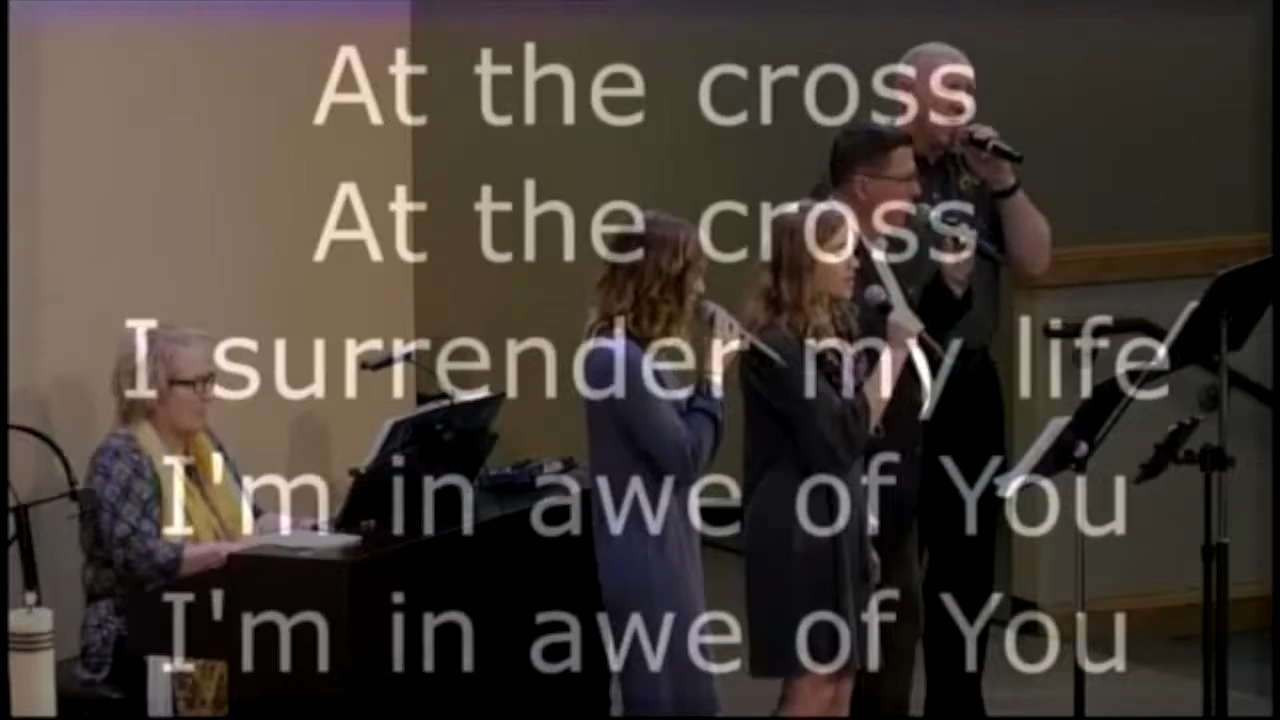 At the cross
At the cross
I surrender my life
I'm in awe of You
I'm in awe of You